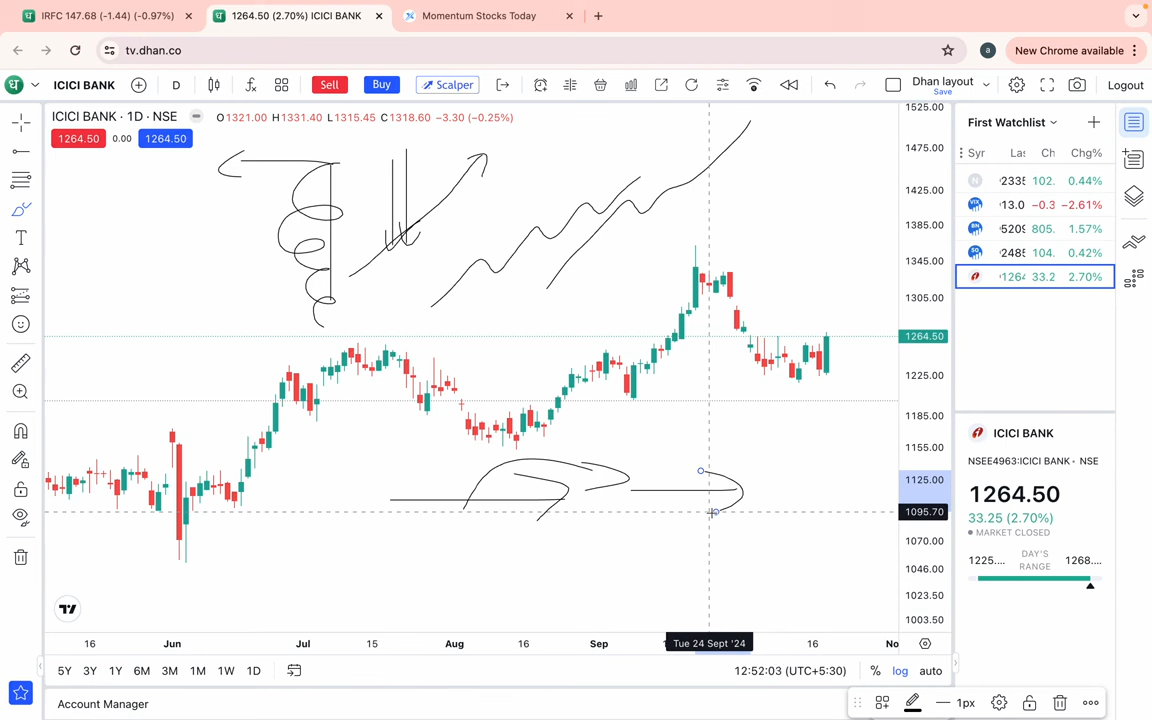 IRFC 147.68 (-1.44) (-0.97%)
1264.50 (2.70%) ICICI BANK
Momentum Stocks Today
tv.dhan.co
a
New Chrome available
ICICI BANK
D
Sell
Buy
Scalper
Dhan layout
Save
Logout
ICICI BANK · 1D · NSE
O1321.00 H1331.40 L1315.45 C1318.60 −3.30 (−0.25%)
1264.50 0.00 1264.50
First Watchlist
Syr Las Ch Chg%
N 2335 102. 0.44%
VIX 13.0 −0.3 −2.61%
BN 5209 805. 1.57%
50 2485 104. 0.42%
1264 33.2 2.70%
1525.00
1475.00
1425.00
1385.00
1345.00
1305.00
1264.50
1225.00
1185.00
1155.00
1125.00
1095.70
1070.00
1046.00
1023.50
1003.50
ICICI BANK
NSEE4963:ICICI BANK · NSE
1264.50
33.25 (2.70%)
MARKET CLOSED
1225.... DAY'S RANGE 1268....
16 Jun Jul 15 Aug 16 Sep Tue 24 Sept '24 16 No
5Y 3Y 1Y 6M 3M 1M 1W 1D
12:52:03 (UTC+5:30) % log auto
Account Manager
1px